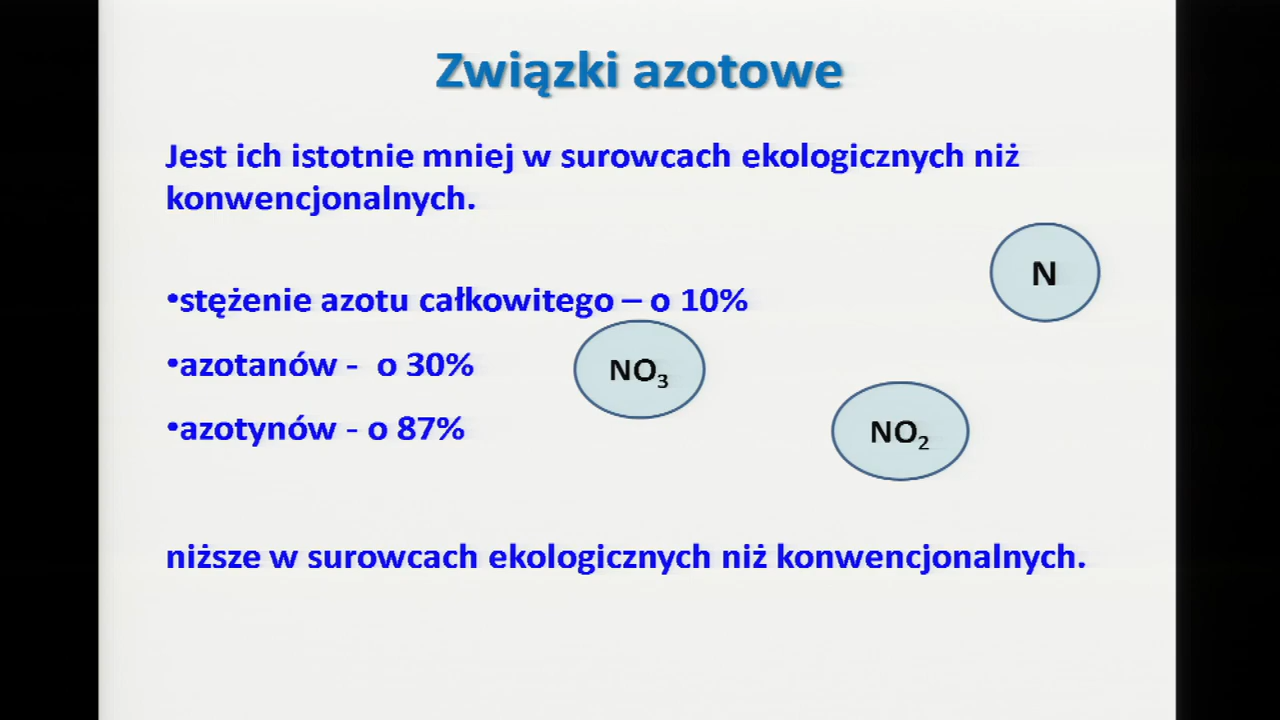 Związki azotowe
Jest ich istotnie mniej w surowcach ekologicznych niż
konwencjonalnych.
N
•stężenie azotu całkowitego – o 10%
•azotanów -  o 30%
NO₃
•azotynów - o 87%
NO₂
niższe w surowcach ekologicznych niż konwencjonalnych.